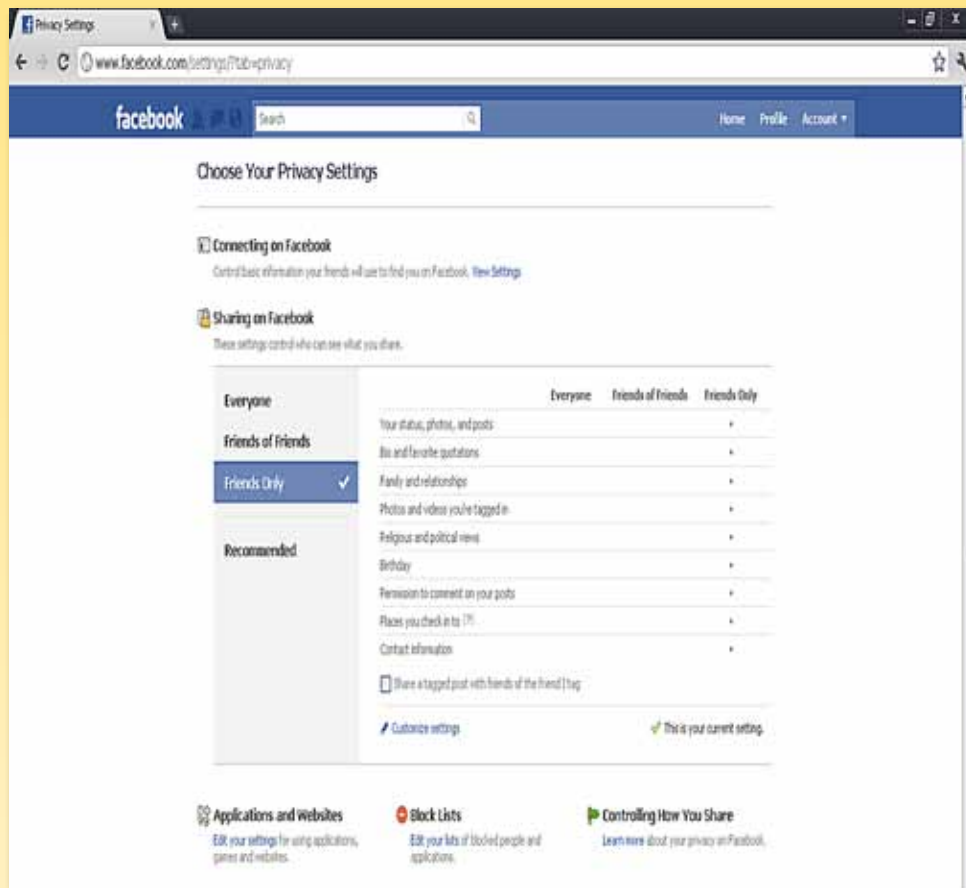 Privacy Settings
www.facebook.com/settings/?tab=privacy
facebook Search Home Profile Account
Choose Your Privacy Settings
Connecting on Facebook
Control basic information your friends will use to find you on Facebook. View Settings
Sharing on Facebook
These settings control who can see what you share.
Everyone
Friends of Friends
Friends Only
Recommended
Everyone Friends of Friends Friends Only
Your status, photos, and posts
Bio and favorite quotations
Family and relationships
Photos and videos you're tagged in
Religious and political views
Birthday
Permission to comment on your posts
Places you check in to [?]
Contact information
Share a tagged post with friends of the friend I tag
Customize settings This is your current setting.
Applications and Websites
Edit your settings for using applications,
games and websites.
Block Lists
Edit your lists of blocked people and
applications.
Controlling How You Share
Learn more about your privacy on Facebook.